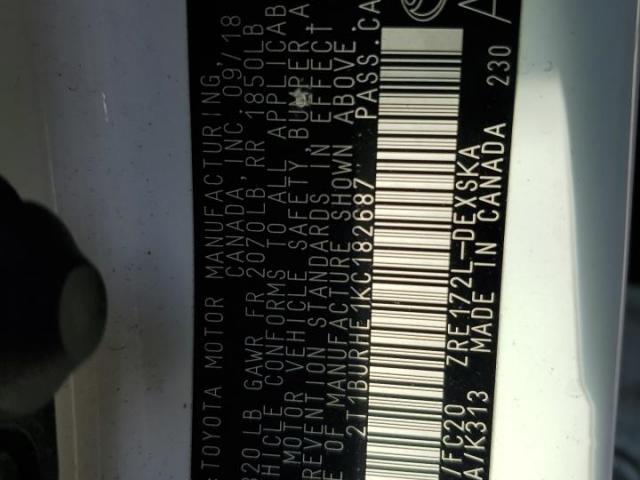 TOYOTA MOTOR MANUFACTURING,
CANADA, INC. 09/18
320LB GAWR FR 2070LB, RR 1850LB
HICLE CONFORMS TO ALL APPLICAB
MOTOR VEHICLE SAFETY, BUMPER, A
REVENTION STANDARDS IN EFFECT
E OF MANUFACTURE SHOWN ABOVE.
2T1BURHE1KC182687 PASS.CA
/FC20 ZRE172L-DEXSKA
A/K313 MADE IN CANADA 230
A